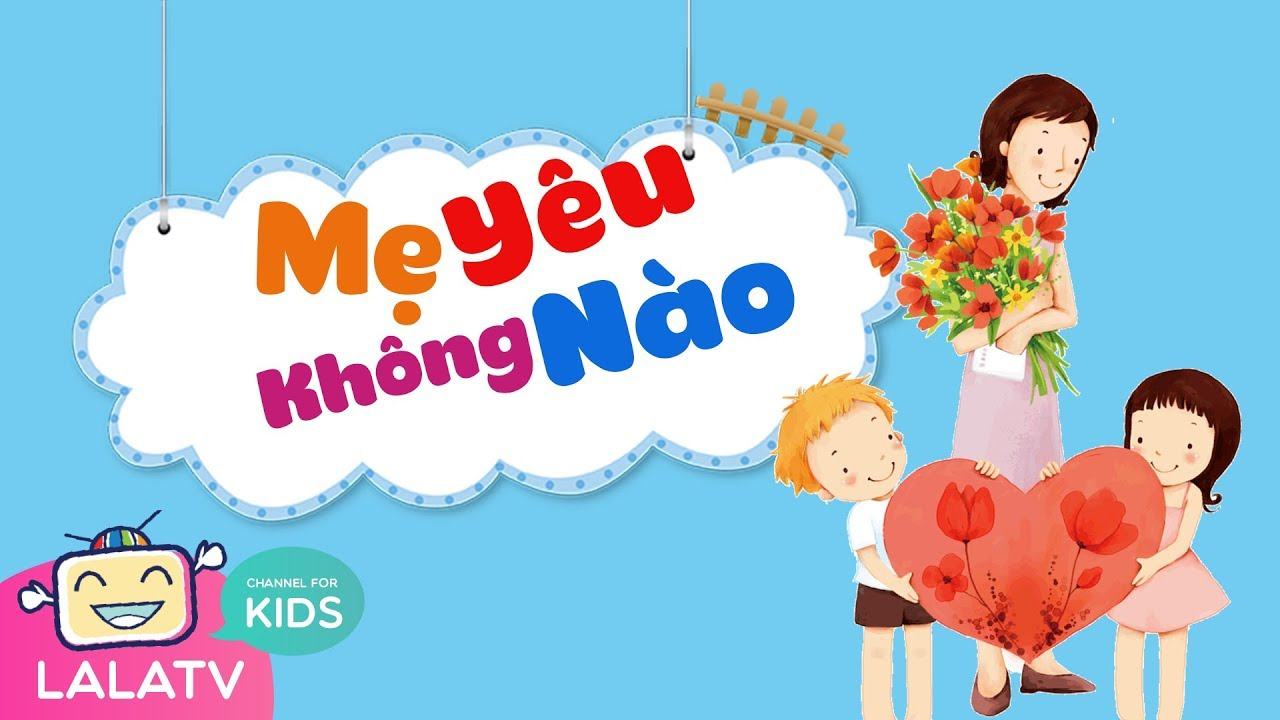 Mẹ Yêu
Không Nào
CHANNEL FOR
KIDS
LALATV